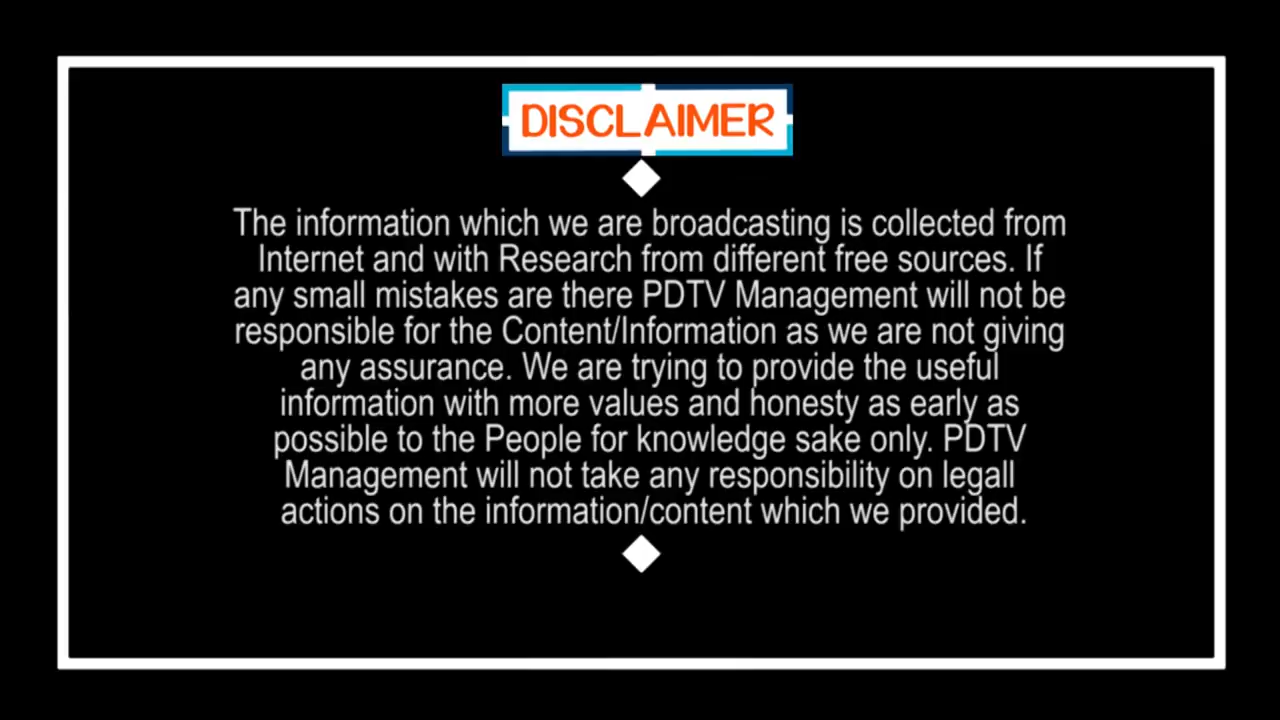 DISCLAIMER
The information which we are broadcasting is collected from
Internet and with Research from different free sources. If
any small mistakes are there PDTV Management will not be
responsible for the Content/Information as we are not giving
any assurance. We are trying to provide the useful
information with more values and honesty as early as
possible to the People for knowledge sake only. PDTV
Management will not take any responsibility on legall
actions on the information/content which we provided.